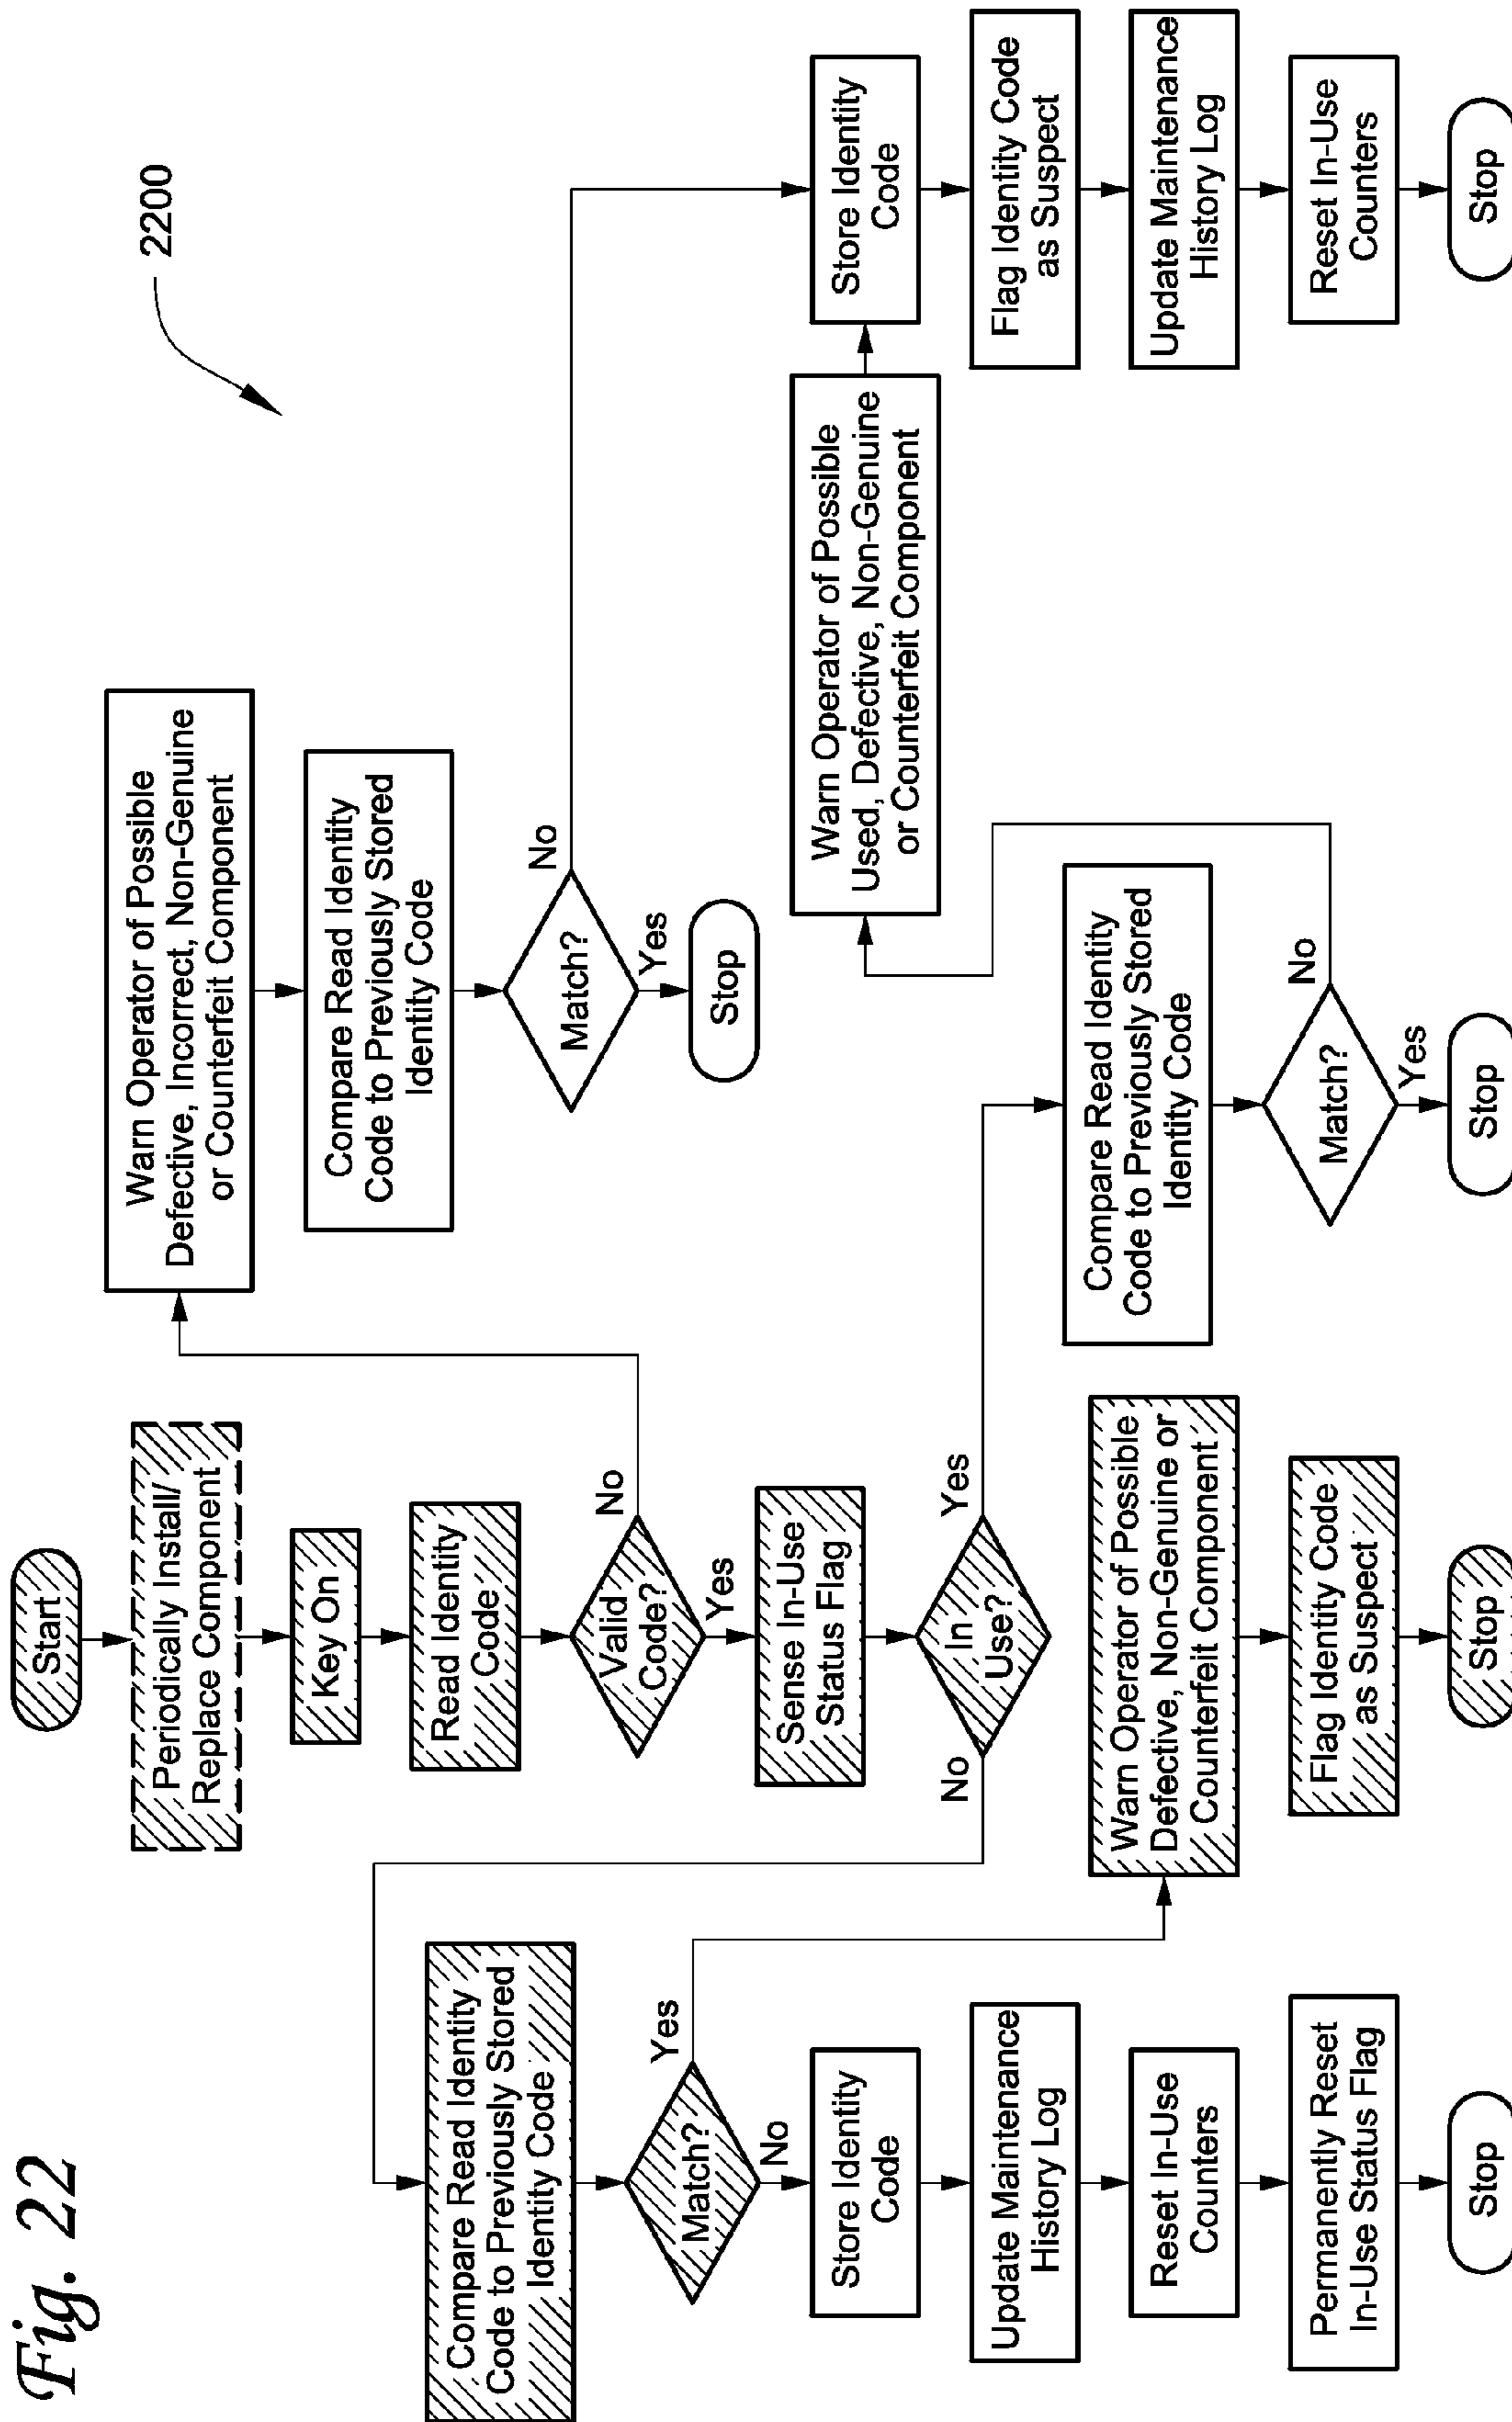 Fig. 22
2200
Start
Periodically Install/
Replace Component
Key On
Read Identity
Code
Valid
Code?
No
Yes
Sense In-Use
Status Flag
In
Use?
No
Yes
Compare Read Identity
Code to Previously Stored
Identity Code
Match?
Yes
No
Store Identity
Code
Update Maintenance
History Log
Reset In-Use
Counters
Permanently Reset
In-Use Status Flag
Stop
Warn Operator of Possible
Defective, Non-Genuine or
Counterfeit Component
Flag Identity Code
as Suspect
Stop
Compare Read Identity
Code to Previously Stored
Identity Code
Match?
No
Yes
Stop
Warn Operator of Possible
Defective, Incorrect, Non-Genuine
or Counterfeit Component
Compare Read Identity
Code to Previously Stored
Identity Code
Match?
No
Yes
Stop
Warn Operator of Possible
Used, Defective, Non-Genuine
or Counterfeit Component
Store Identity
Code
Flag Identity Code
as Suspect
Update Maintenance
History Log
Reset In-Use
Counters
Stop